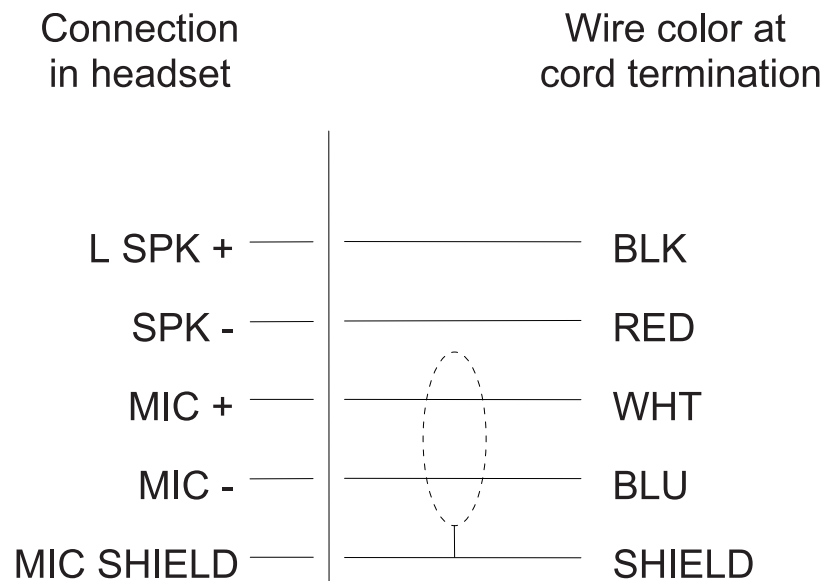 Connection
in headset
Wire color at
cord termination
L SPK + BLK
SPK - RED
MIC + WHT
MIC - BLU
MIC SHIELD SHIELD